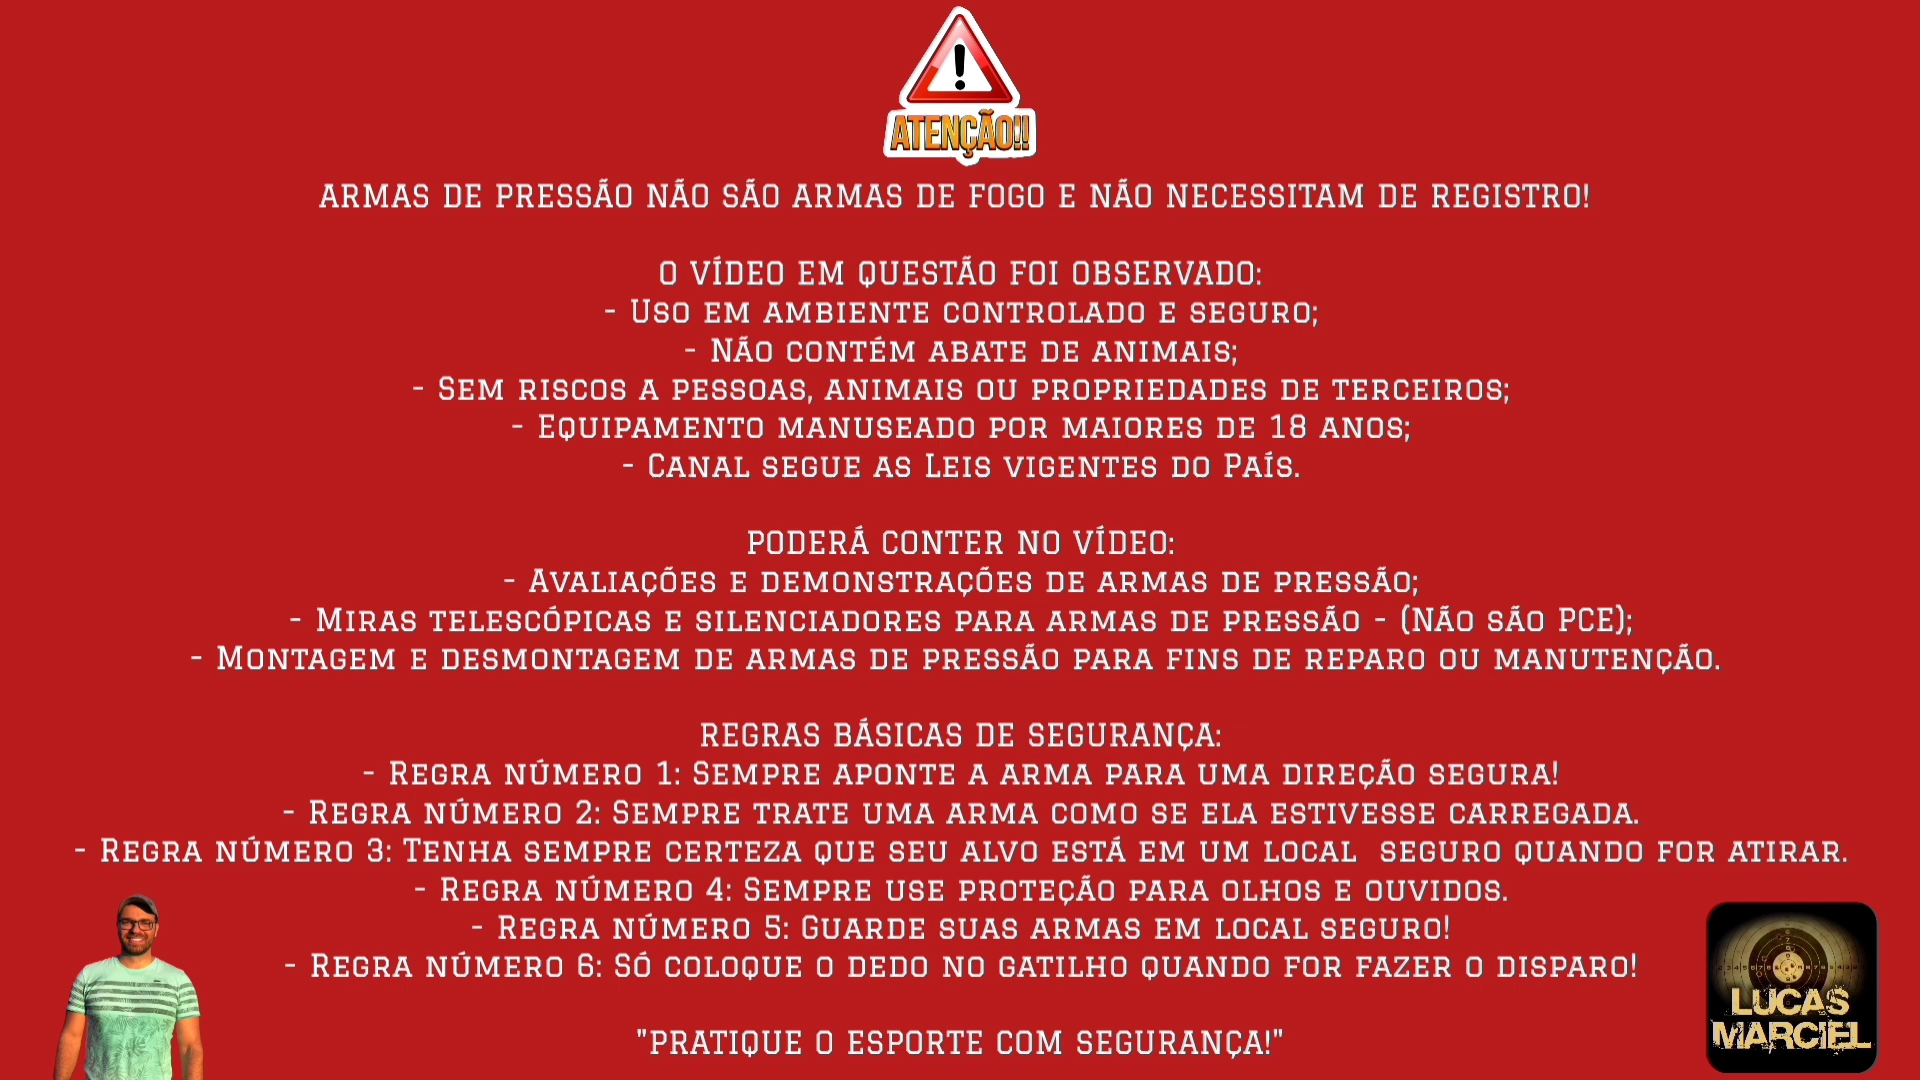 ATENÇÃO!!
ARMAS DE PRESSÃO NÃO SÃO ARMAS DE FOGO E NÃO NECESSITAM DE REGISTRO!
O VÍDEO EM QUESTÃO FOI OBSERVADO:
- Uso em ambiente controlado e seguro;
- Não contém abate de animais;
- Sem riscos a pessoas, animais ou propriedades de terceiros;
- Equipamento manuseado por maiores de 18 anos;
- Canal segue as Leis vigentes do País.
PODERÁ CONTER NO VÍDEO:
- Avaliações e demonstrações de armas de pressão;
- Miras telescópicas e silenciadores para armas de pressão - (Não são PCE);
- Montagem e desmontagem de armas de pressão para fins de reparo ou manutenção.
REGRAS BÁSICAS DE SEGURANÇA:
- Regra número 1: Sempre aponte a arma para uma direção segura!
- Regra número 2: Sempre trate uma arma como se ela estivesse carregada.
- Regra número 3: Tenha sempre certeza que seu alvo está em um local  seguro quando for atirar.
- Regra número 4: Sempre use proteção para olhos e ouvidos.
- Regra número 5: Guarde suas armas em local seguro!
- Regra número 6: Só coloque o dedo no gatilho quando for fazer o disparo!
"PRATIQUE O ESPORTE COM SEGURANÇA!"
LUCAS
MARCIEL